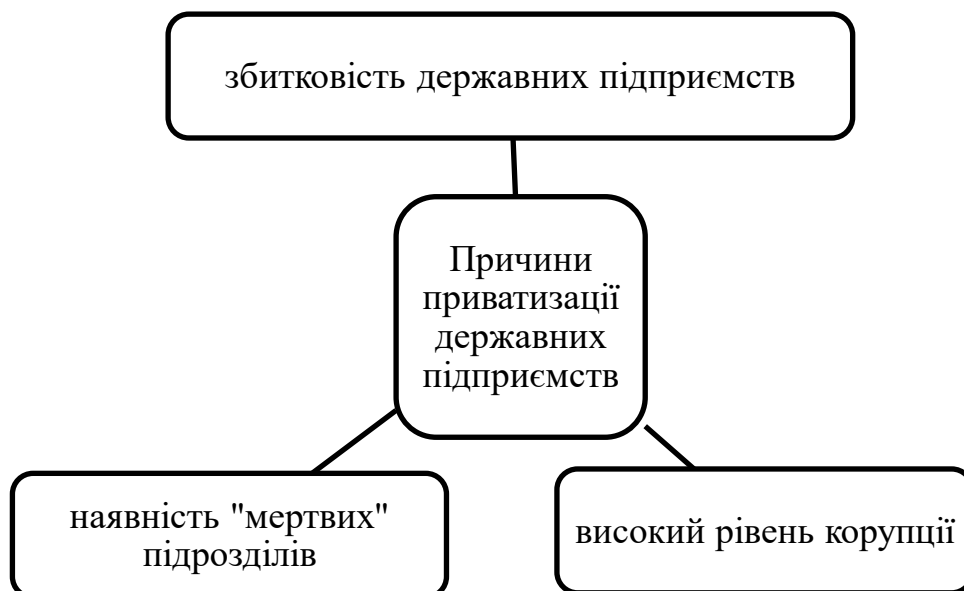 збитковість державних підприємств
Причини
приватизації
державних
підприємств
наявність "мертвих"
підрозділів
високий рівень корупції